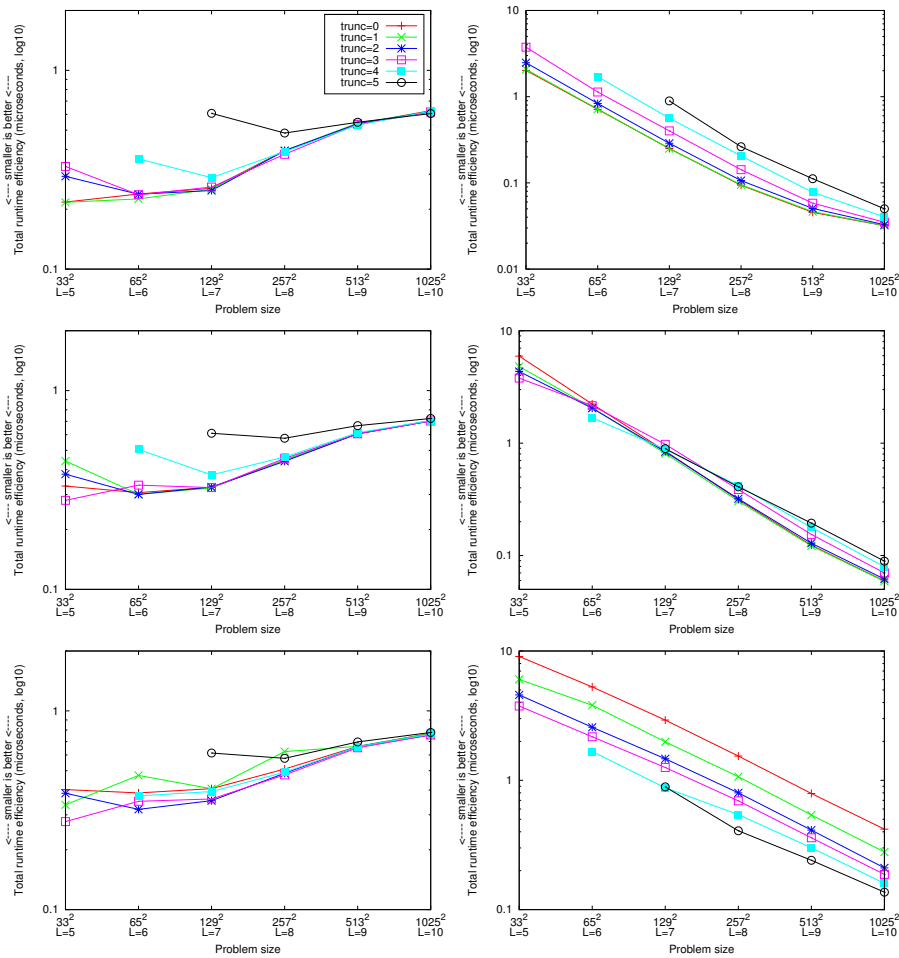 <---- smaller is better <----
Total runtime efficiency (microseconds, log10)
1
0.1
trunc=0
trunc=1
trunc=2
trunc=3
trunc=4
trunc=5
33² 65² 129² 257² 513² 1025²
L=5 L=6 L=7 L=8 L=9 L=10
Problem size
<---- smaller is better <----
Total runtime efficiency (microseconds, log10)
10
1
0.1
0.01
33² 65² 129² 257² 513² 1025²
L=5 L=6 L=7 L=8 L=9 L=10
Problem size
<---- smaller is better <----
Total runtime efficiency (microseconds, log10)
1
0.1
33² 65² 129² 257² 513² 1025²
L=5 L=6 L=7 L=8 L=9 L=10
Problem size
<---- smaller is better <----
Total runtime efficiency (microseconds, log10)
10
1
0.1
33² 65² 129² 257² 513² 1025²
L=5 L=6 L=7 L=8 L=9 L=10
Problem size
<---- smaller is better <----
Total runtime efficiency (microseconds, log10)
1
0.1
33² 65² 129² 257² 513² 1025²
L=5 L=6 L=7 L=8 L=9 L=10
Problem size
<---- smaller is better <----
Total runtime efficiency (microseconds, log10)
10
1
0.1
33² 65² 129² 257² 513² 1025²
L=5 L=6 L=7 L=8 L=9 L=10
Problem size